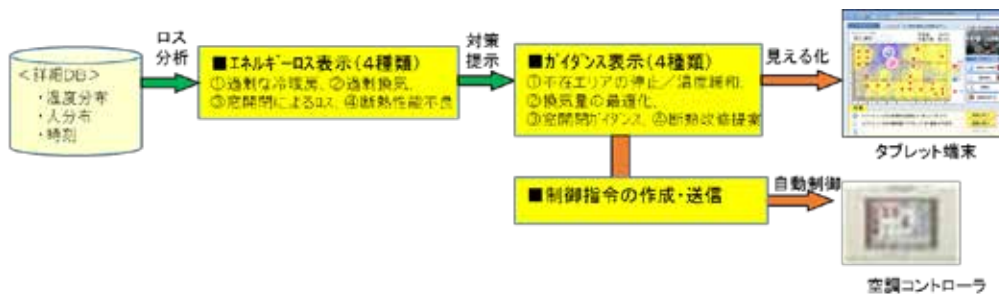 ロス
分析
対策
提示
見える化
<詳細DB>
・温度分布
・人分布
・時刻
■エネルギーロス表示(4種類)
①過剰な冷暖房、②過剰換気、
③窓開閉によるロス、④断熱性能不良
■ガイダンス表示(4種類)
①不在エリアの停止/温度緩和、
②換気量の最適化、
③窓開閉ガイダンス、④断熱改修提案
タブレット端末
■制御指令の作成・送信
自動制御
空調コントローラ